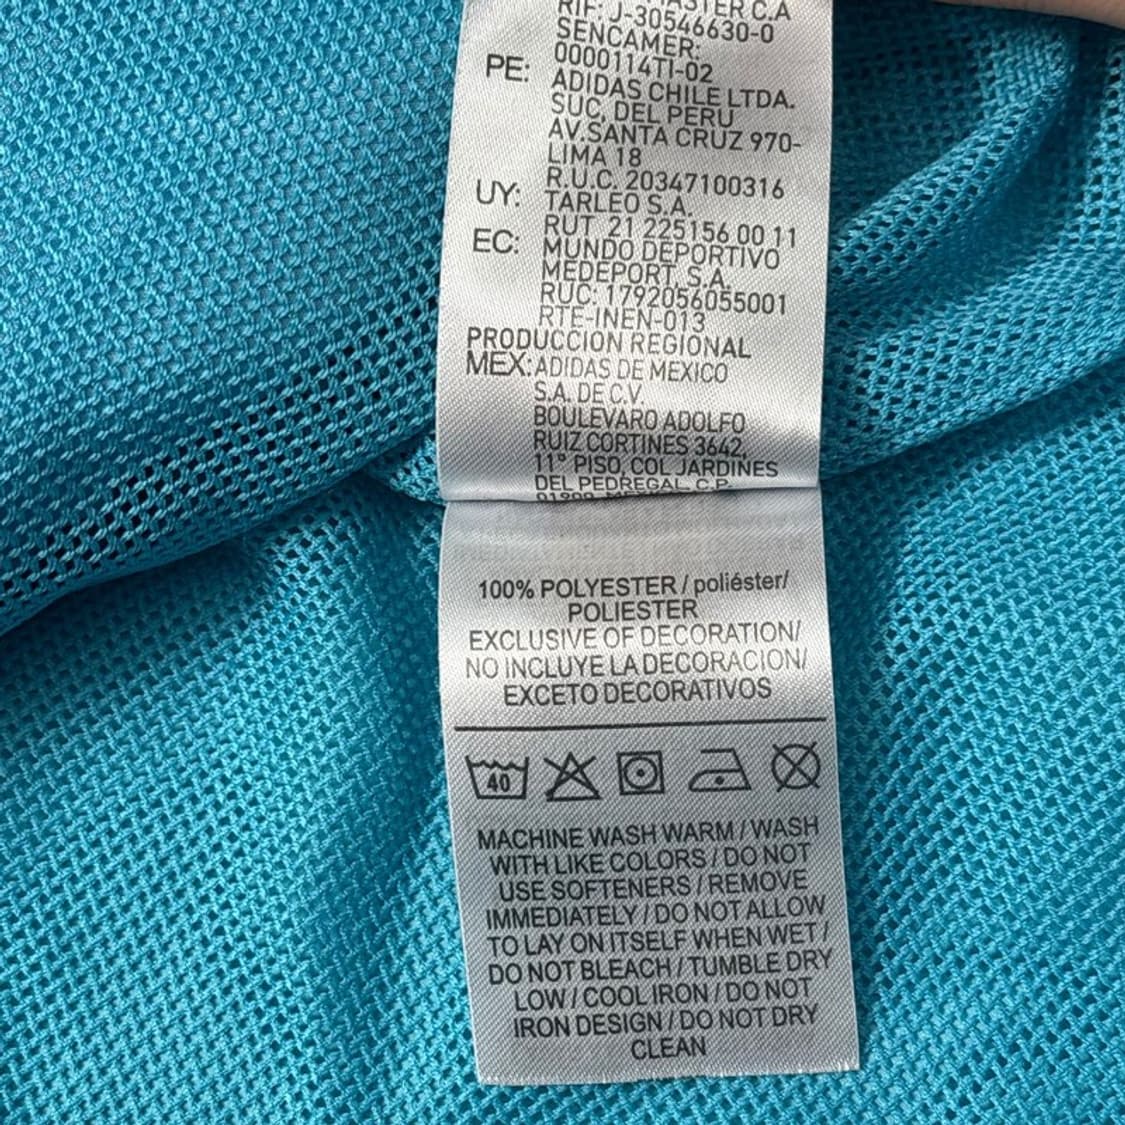 RIF: J-30546630-0
SENCAMER:
0000114TI-02
PE: ADIDAS CHILE LTDA.
SUC, DEL PERU
AV.SANTA CRUZ 970-
LIMA 18
R.U.C. 20347100316
UY: TARLEO S.A.
RUT 21 225156 00 11
EC: MUNDO DEPORTIVO
MEDEPORT, S.A.
RUC: 1792056055001
RTE-INEN-013
PRODUCCION REGIONAL
MEX: ADIDAS DE MEXICO
S.A. DE C.V.
BOULEVARO ADOLFO
RUIZ CORTINES 3642,
11° PISO, COL JARDINES
DEL PEDREGAL, C.P.
100% POLYESTER / poliéster/
POLIESTER
EXCLUSIVE OF DECORATION/
NO INCLUYE LA DECORACION/
EXCETO DECORATIVOS
40
MACHINE WASH WARM / WASH
WITH LIKE COLORS / DO NOT
USE SOFTENERS / REMOVE
IMMEDIATELY / DO NOT ALLOW
TO LAY ON ITSELF WHEN WET /
DO NOT BLEACH / TUMBLE DRY
LOW / COOL IRON / DO NOT
IRON DESIGN / DO NOT DRY
CLEAN